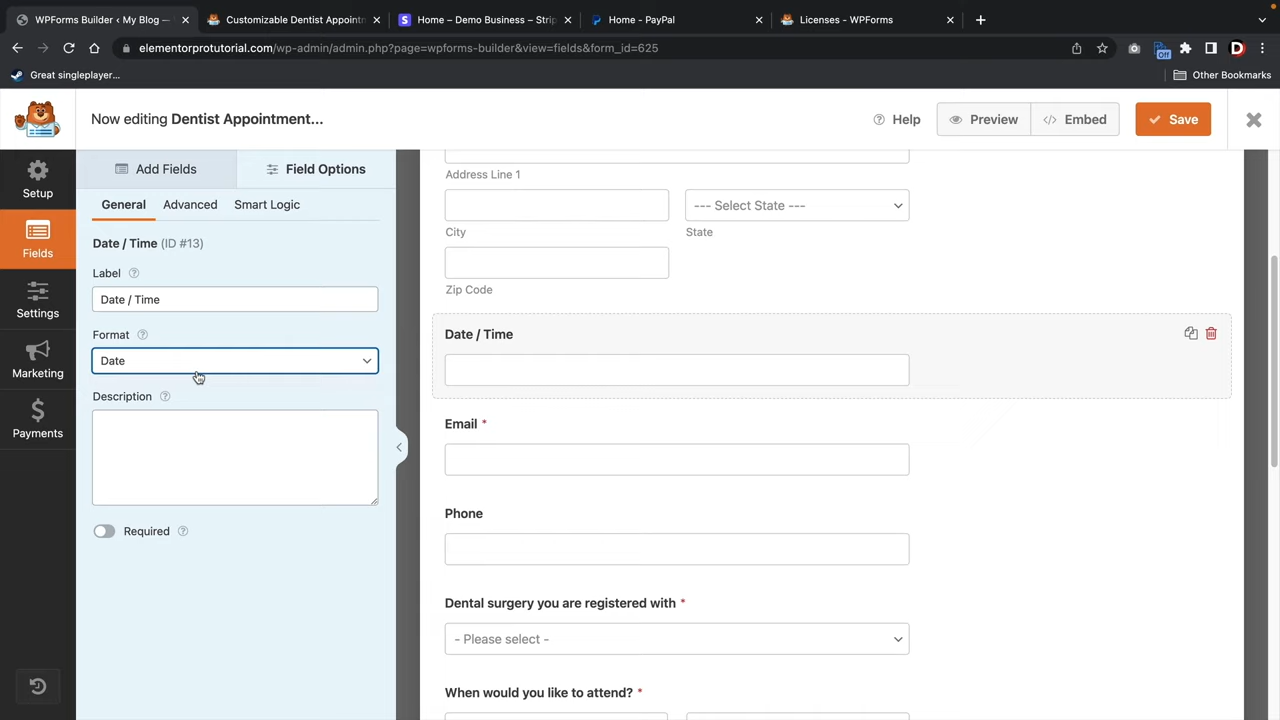 WPForms Builder ‹ My Blog —
Customizable Dentist Appointn
Home – Demo Business – Strip
Home - PayPal
Licenses - WPForms
elementorprotutorial.com/wp-admin/admin.php?page=wpforms-builder&view=fields&form_id=625
Off
D
Great singleplayer...
Other Bookmarks
Now editing Dentist Appointment...
Help
Preview
Embed
Save
Setup
Fields
Settings
Marketing
Payments
Add Fields
Field Options
General
Advanced
Smart Logic
Date / Time (ID #13)
Label
Date / Time
Format
Date
Description
Required
Address Line 1
--- Select State ---
City
State
Zip Code
Date / Time
Email *
Phone
Dental surgery you are registered with *
- Please select -
When would you like to attend? *